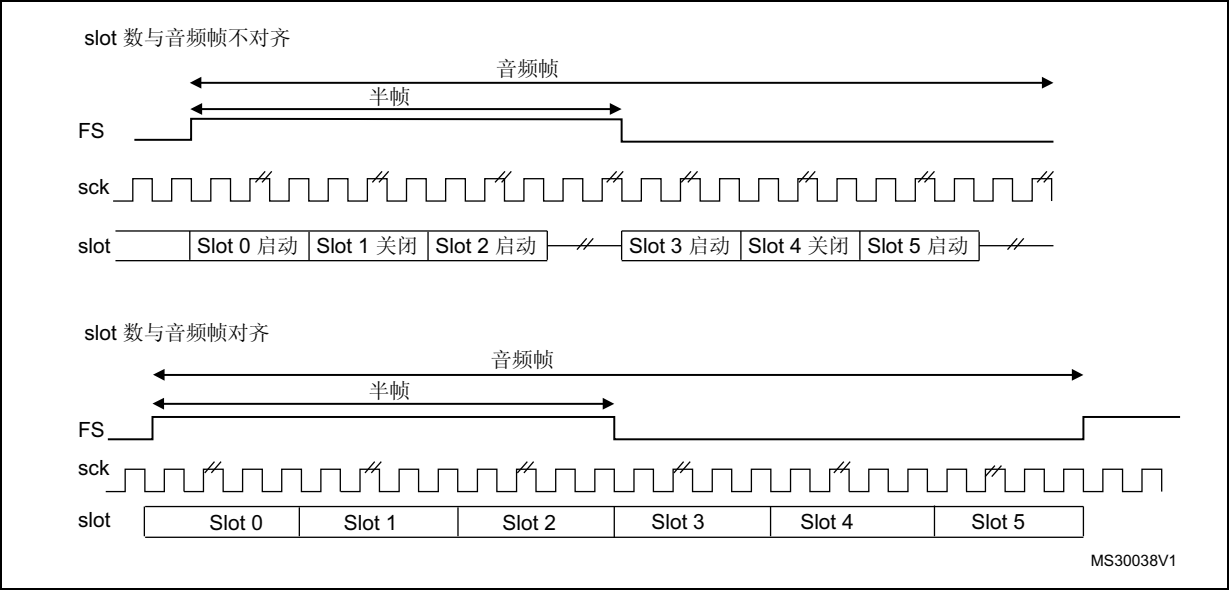 slot 数与音频帧不对齐
音频帧
半帧
FS
sck
slot Slot 0 启动 Slot 1 关闭 Slot 2 启动 Slot 3 启动 Slot 4 关闭 Slot 5 启动
slot 数与音频帧对齐
音频帧
半帧
FS
sck
slot Slot 0 Slot 1 Slot 2 Slot 3 Slot 4 Slot 5
MS30038V1